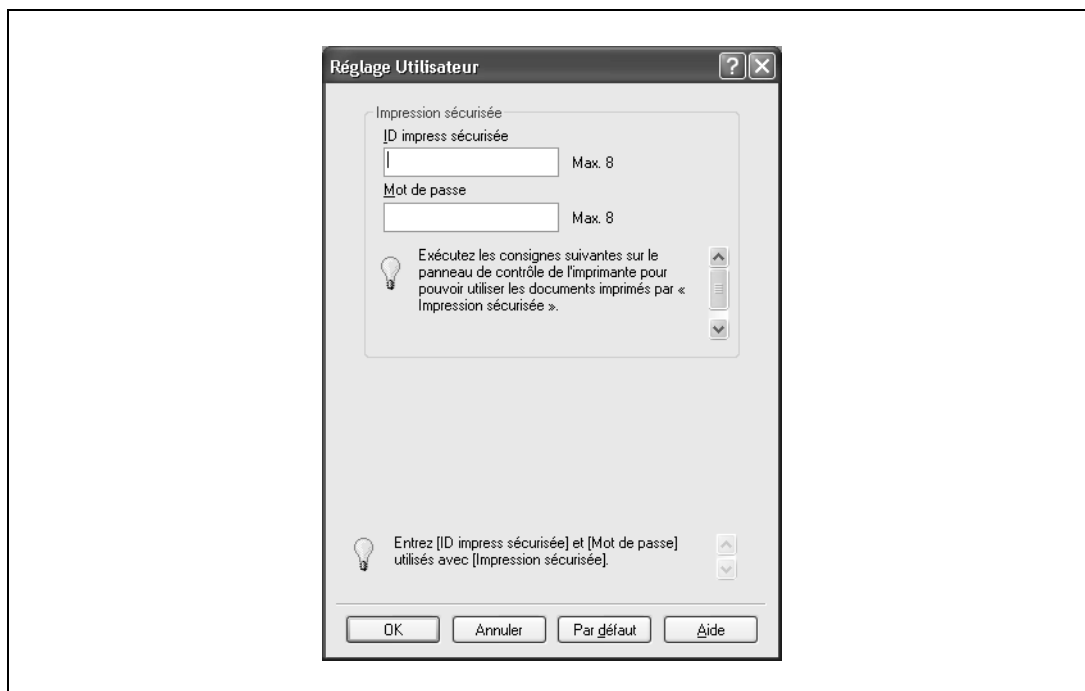 Réglage Utilisateur
Impression sécurisée
ID impress sécurisée
Max. 8
Mot de passe
Max. 8
Exécutez les consignes suivantes sur le
panneau de contrôle de l'imprimante pour
pouvoir utiliser les documents imprimés par «
Impression sécurisée ».
Entrez [ID impress sécurisée] et [Mot de passe]
utilisés avec [Impression sécurisée].
OK Annuler Par défaut Aide